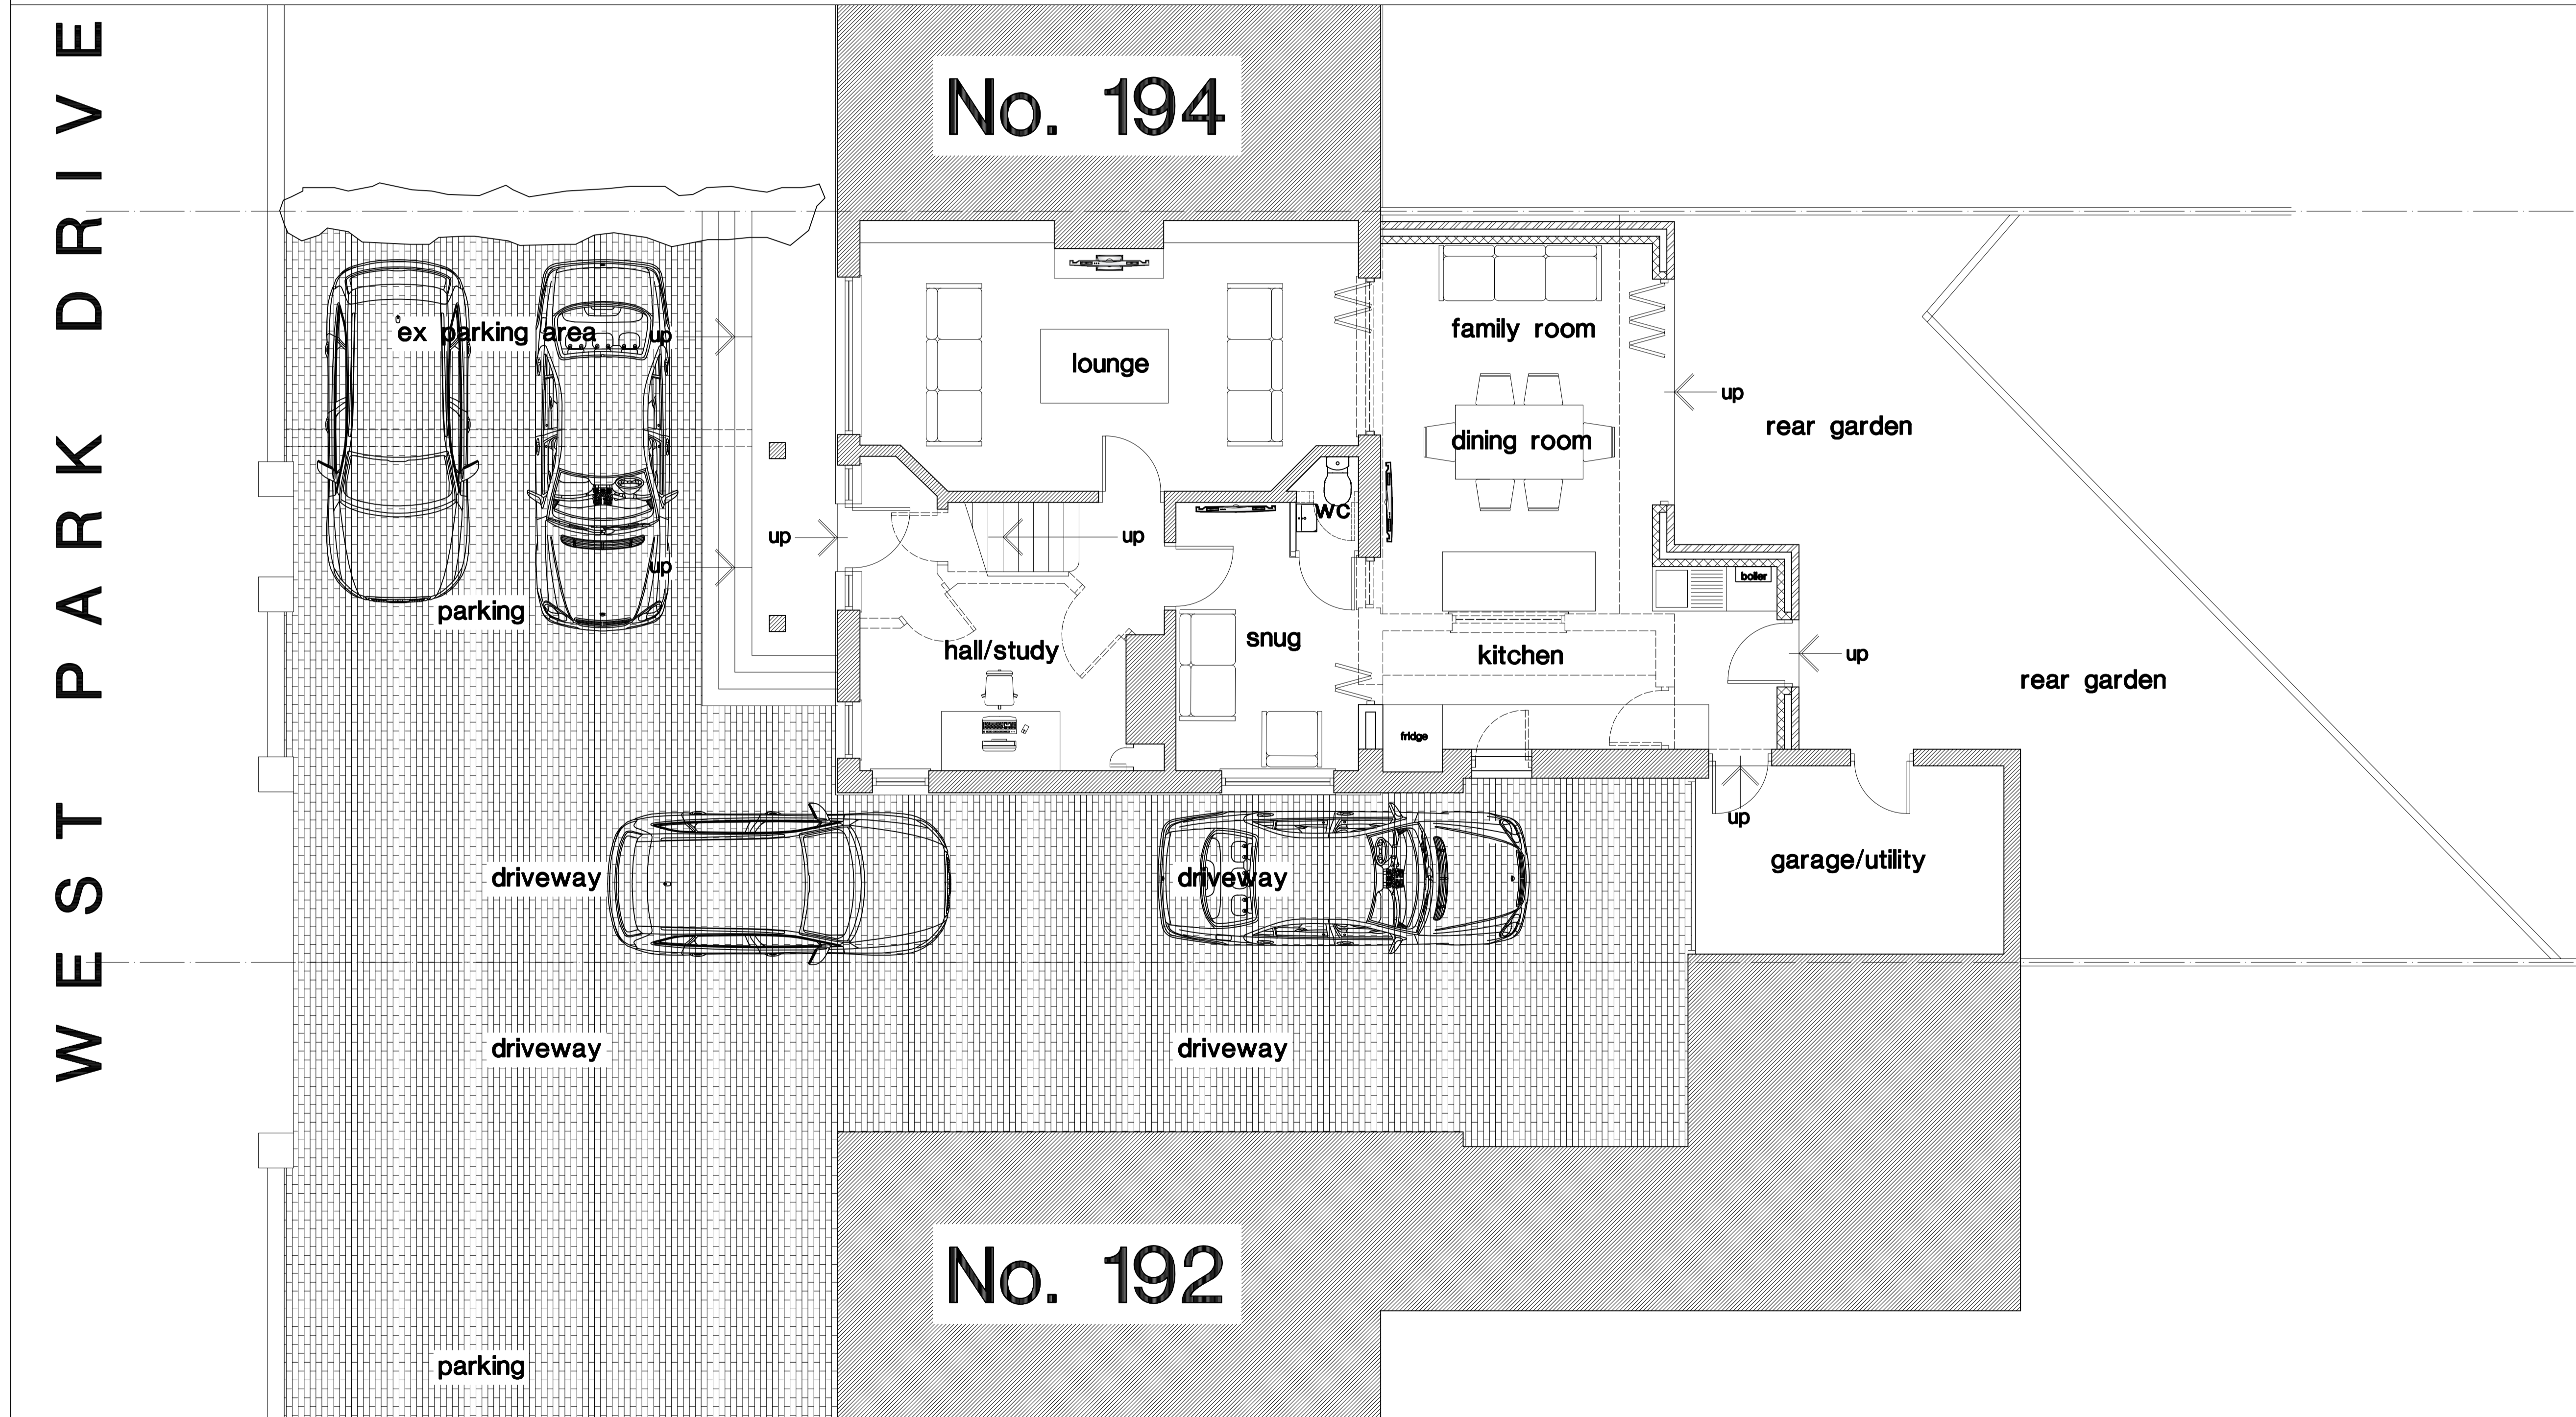 WEST PARK DRIVE
No. 194
ex parking area
up
lounge
family room
up
dining room
rear garden
wc
up
up
up
boiler
parking
hall/study
snug
kitchen
up
rear garden
fridge
up
driveway
driveway
garage/utility
driveway
driveway
No. 192
parking